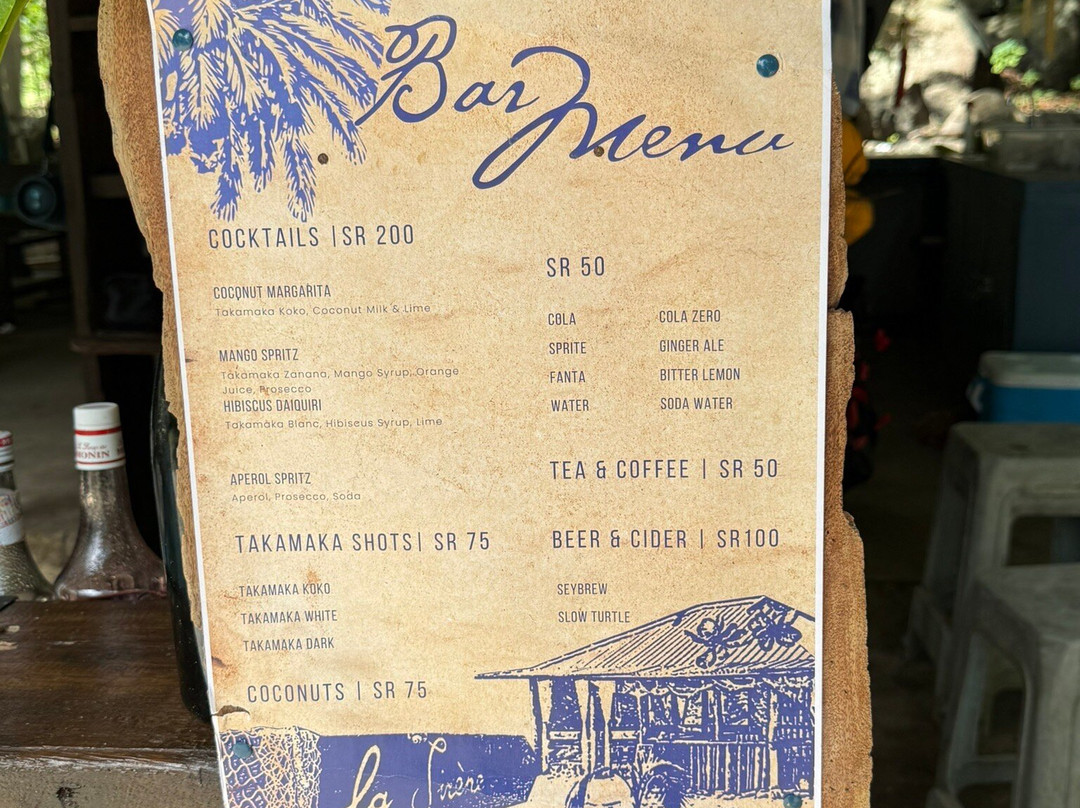 Bar Menu
COCKTAILS | SR 200
COCONUT MARGARITA
Takamaka Koko, Coconut Milk & Lime
MANGO SPRITZ
Takamaka Zanana, Mango Syrup, Orange
Juice, Prosecco
HIBISCUS DAIQUIRI
Takamaka Blanc, Hibiscus Syrup, Lime
APEROL SPRITZ
Aperol, Prosecco, Soda
TAKAMAKA SHOTS| SR 75
TAKAMAKA KOKO
TAKAMAKA WHITE
TAKAMAKA DARK
COCONUTS | SR 75
SR 50
COLA COLA ZERO
SPRITE GINGER ALE
FANTA BITTER LEMON
WATER SODA WATER
TEA & COFFEE | SR 50
BEER & CIDER | SR100
SEYBREW
SLOW TURTLE
La Sirène
MONIN